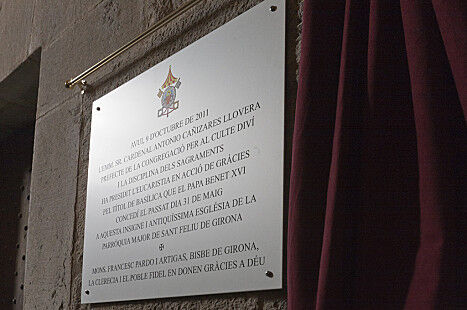 AVUI, 9 D'OCTUBRE DE 2011
L'EMM. SR. CARDENAL ANTONIO CAÑIZARES LLOVERA
PREFECTE DE LA CONGREGACIÓ PER AL CULTE DIVÍ
I LA DISCIPLINA DELS SAGRAMENTS
HA PRESIDIT L'EUCARISTIA EN ACCIÓ DE GRÀCIES
PEL TÍTOL DE BASÍLICA QUE EL PAPA BENET XVI
CONCEDÍ EL PASSAT DIA 31 DE MAIG
A AQUESTA INSIGNE I ANTIQUÍSSIMA ESGLÉSIA DE LA
PARRÒQUIA MAJOR DE SANT FELIU DE GIRONA
MONS. FRANCESC PARDO I ARTIGAS, BISBE DE GIRONA,
LA CLERECIA I EL POBLE FIDEL EN DONEN GRÀCIES A DÉU